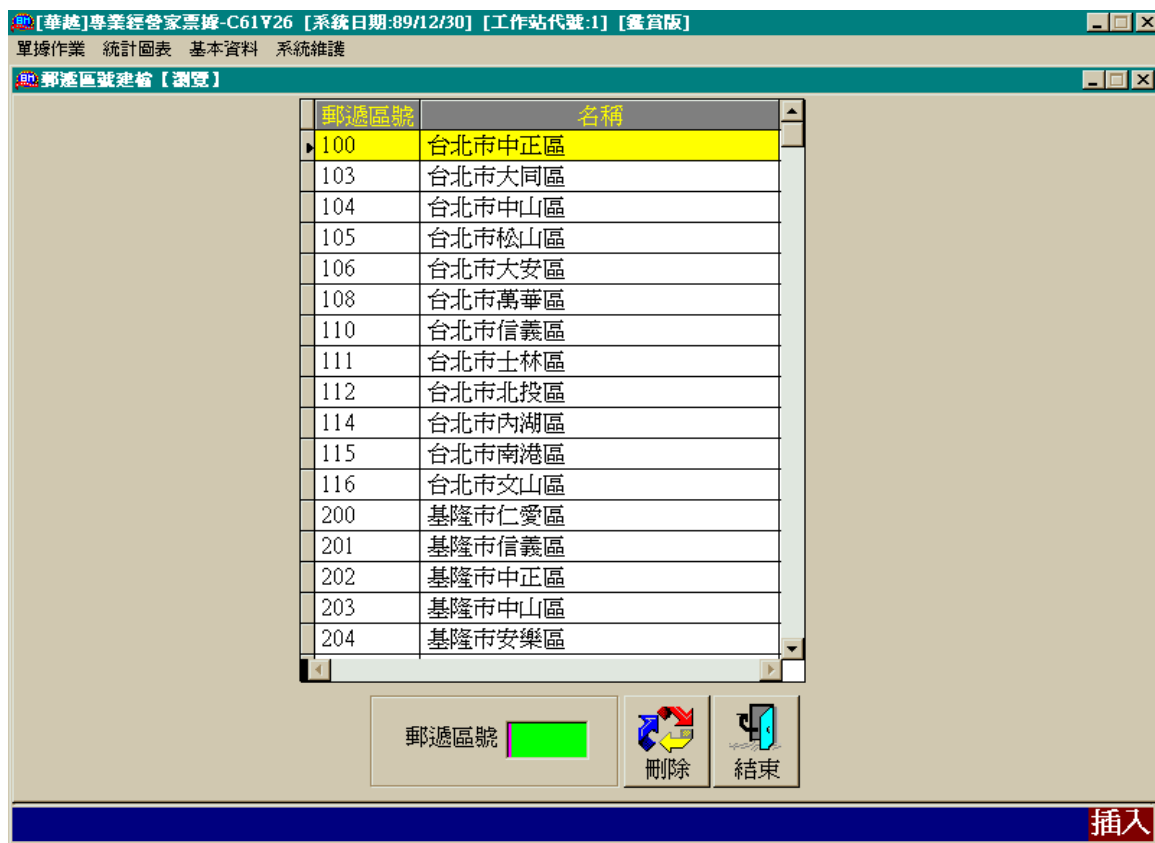 [華越]專業經營家票據-C61V26 [系統日期:89/12/30] [工作站代號:1] [鑑賞版]
單據作業 統計圖表 基本資料 系統維護
郵遞區號建檔【瀏覽】
郵遞區號 名稱
100 台北市中正區
103 台北市大同區
104 台北市中山區
105 台北市松山區
106 台北市大安區
108 台北市萬華區
110 台北市信義區
111 台北市士林區
112 台北市北投區
114 台北市內湖區
115 台北市南港區
116 台北市文山區
200 基隆市仁愛區
201 基隆市信義區
202 基隆市中正區
203 基隆市中山區
204 基隆市安樂區
郵遞區號
刪除 結束
插入